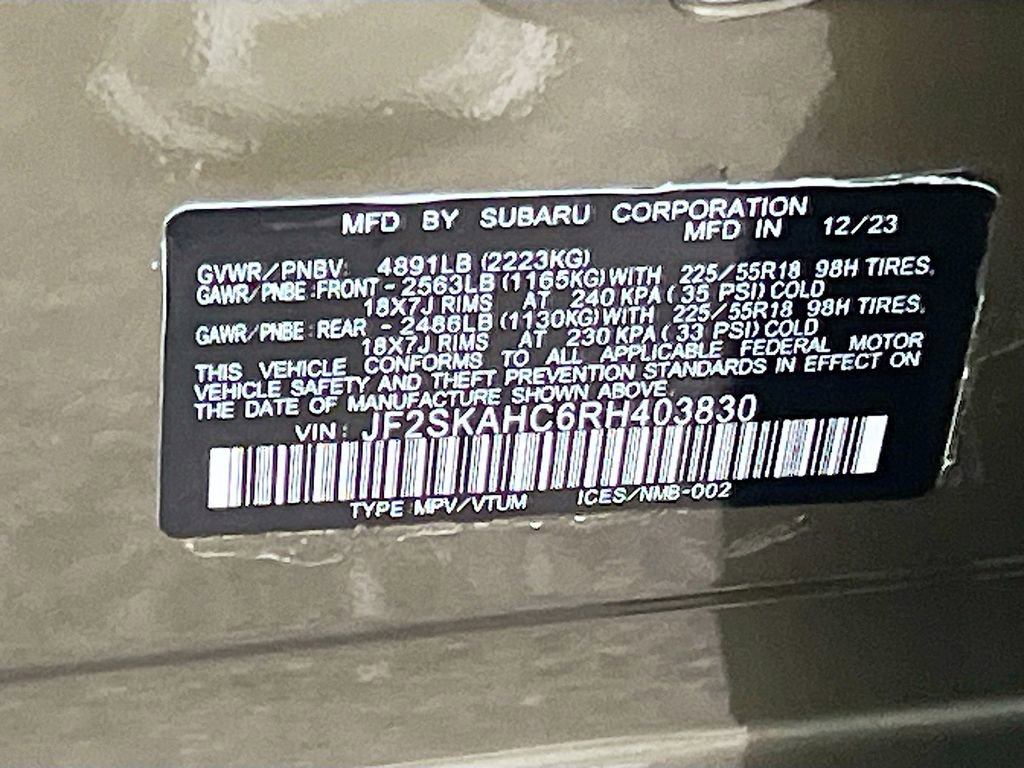 MFD BY SUBARU CORPORATION
MFD IN 12/23
GVWR/PNBV: 4891LB (2223KG)
GAWR/PNBE:FRONT - 2563LB (1165KG) WITH 225/55R18 98H TIRES,
18X7J RIMS AT 240 KPA ( 35 PSI) COLD
GAWR/PNBE:REAR - 2486LB (1130KG) WITH 225/55R18 98H TIRES,
18X7J RIMS AT 230 KPA ( 33 PSI) COLD
THIS VEHICLE CONFORMS TO ALL APPLICABLE FEDERAL MOTOR
VEHICLE SAFETY AND THEFT PREVENTION STANDARDS IN EFFECT ON
THE DATE OF MANUFACTURE SHOWN ABOVE.
VIN: JF2SKAHC6RH403830
TYPE MPV/VTUM ICES/NMB-002